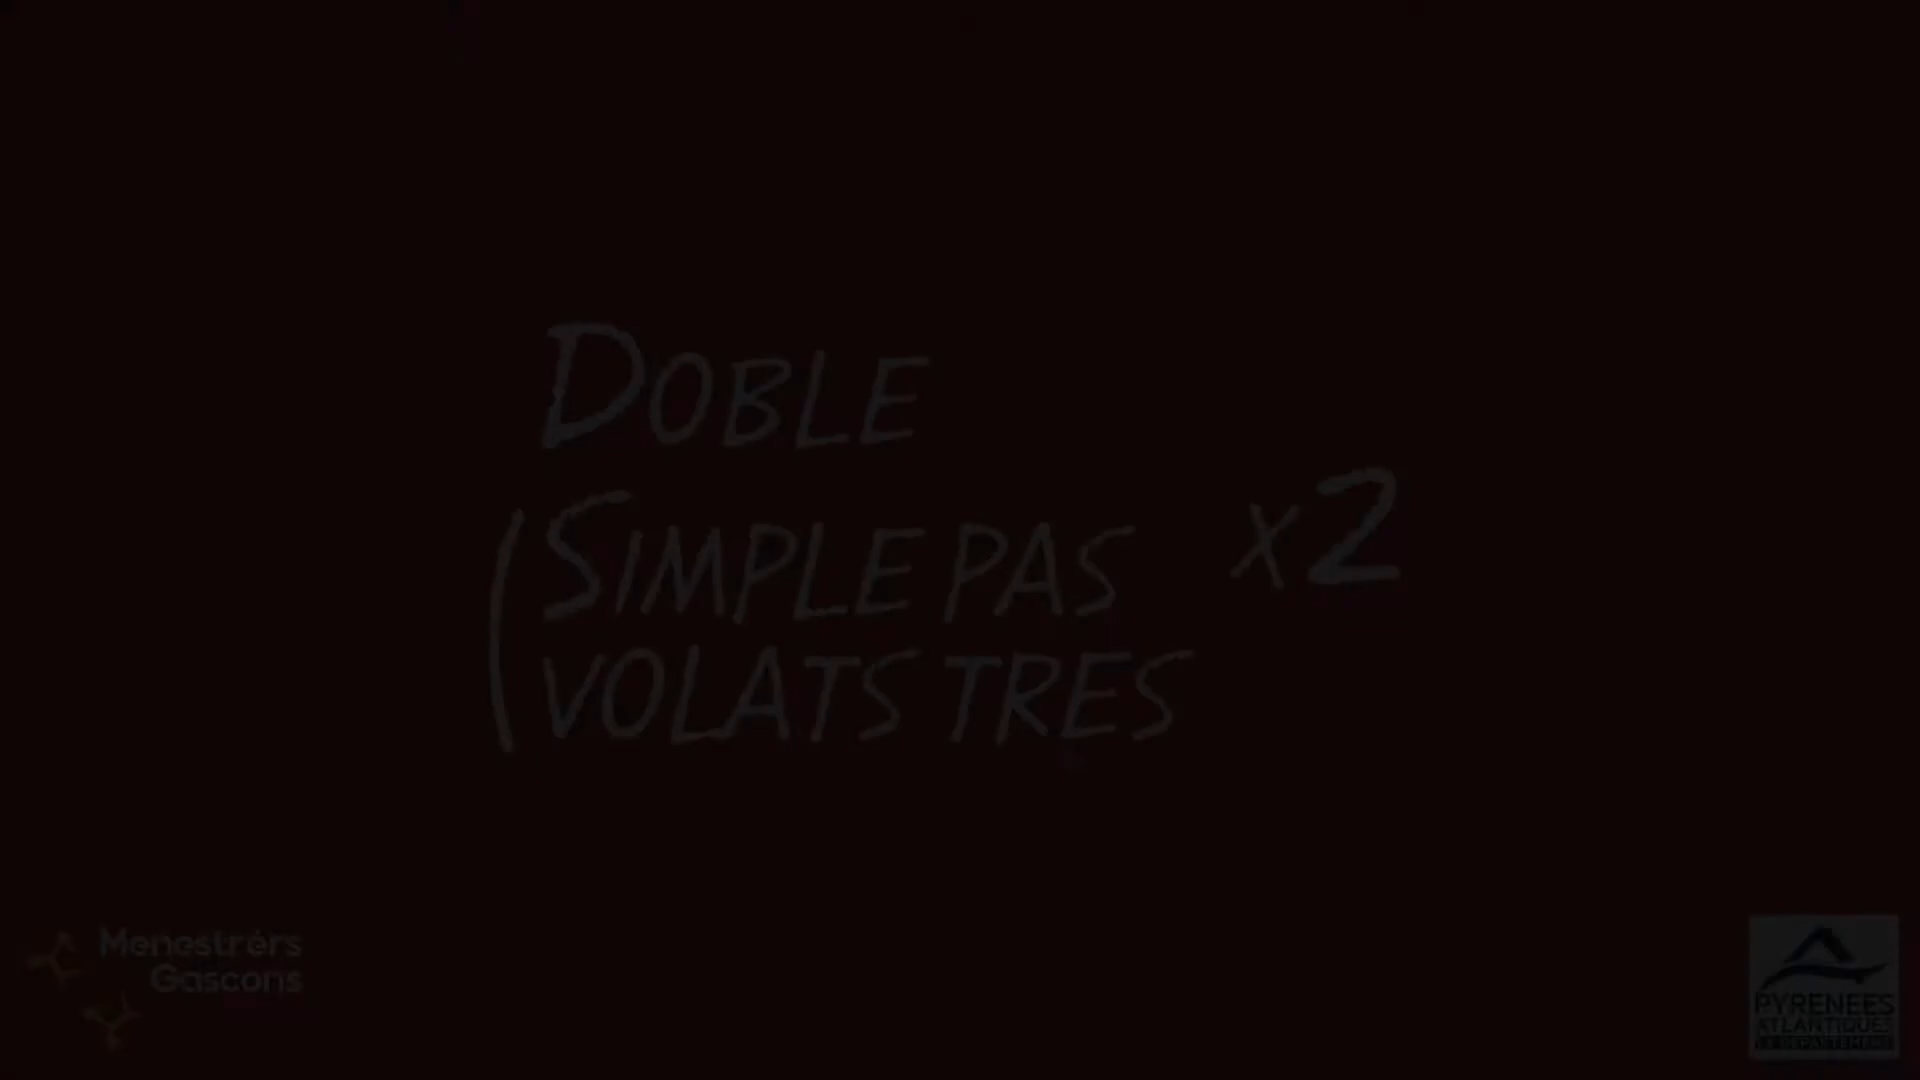 DOBLE
(SIMPLE PAS x2
VOLATS TRES
Menestrèrs
Gascons
PYRENEES
ATLANTIQUES